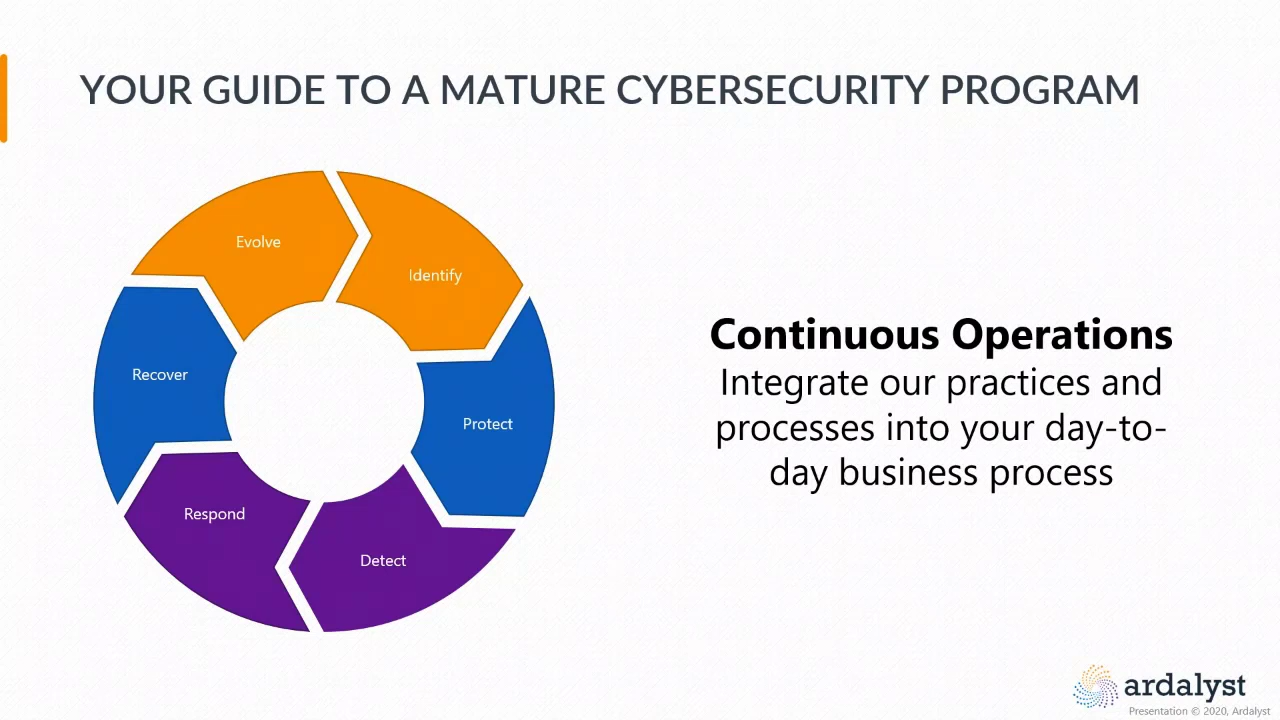 YOUR GUIDE TO A MATURE CYBERSECURITY PROGRAM
Evolve
Identify
Recover
Protect
Respond
Detect
Continuous Operations
Integrate our practices and
processes into your day-to-
day business process
ardalyst
Presentation © 2020, Ardalyst